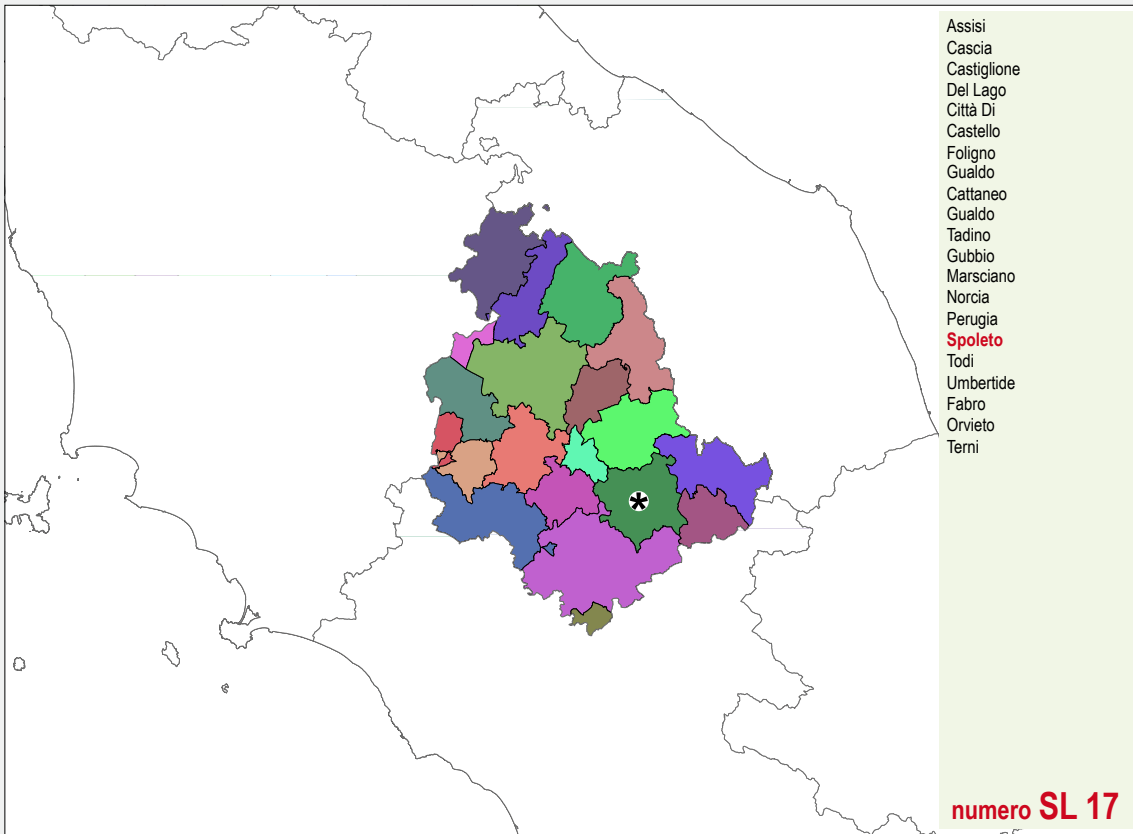 Assisi
Cascia
Castiglione
Del Lago
Città Di
Castello
Foligno
Gualdo
Cattaneo
Gualdo
Tadino
Gubbio
Marsciano
Norcia
Perugia
Spoleto
Todi
Umbertide
Fabro
Orvieto
Terni
*
numero SL 17